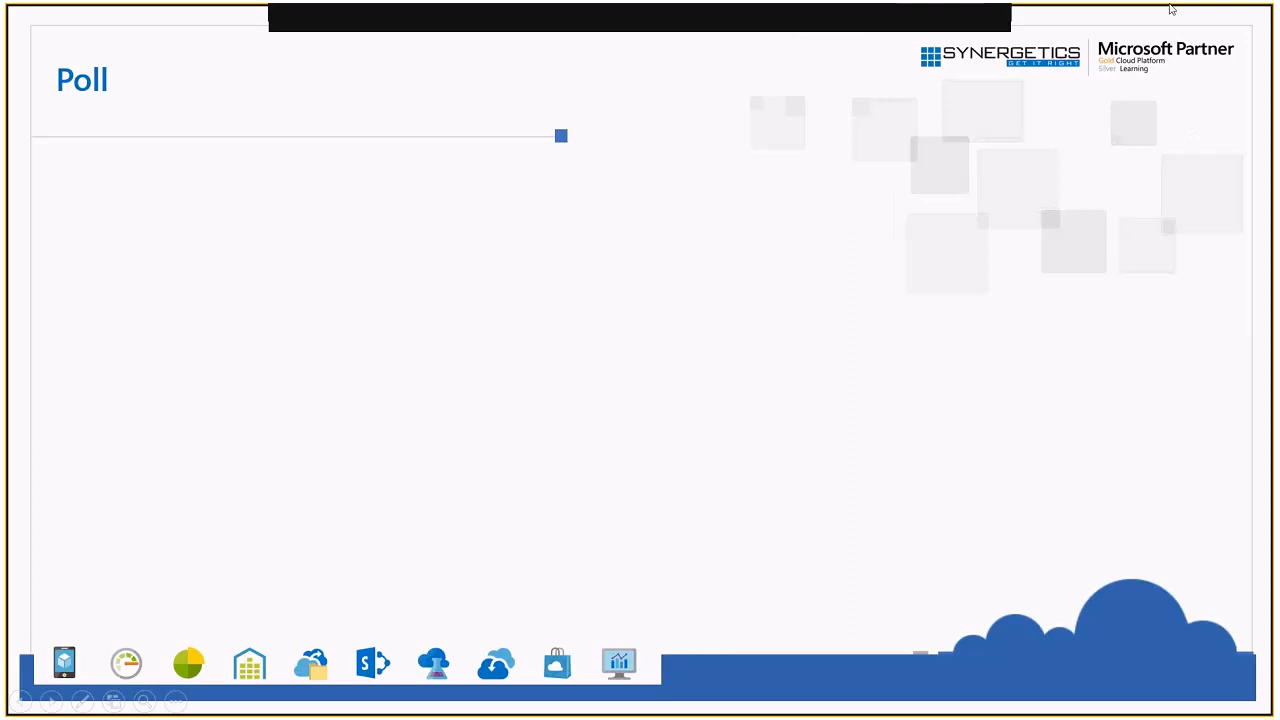 Poll
SYNERGETICS
GET IT RIGHT
Microsoft Partner
Gold Cloud Platform
Silver Learning
S